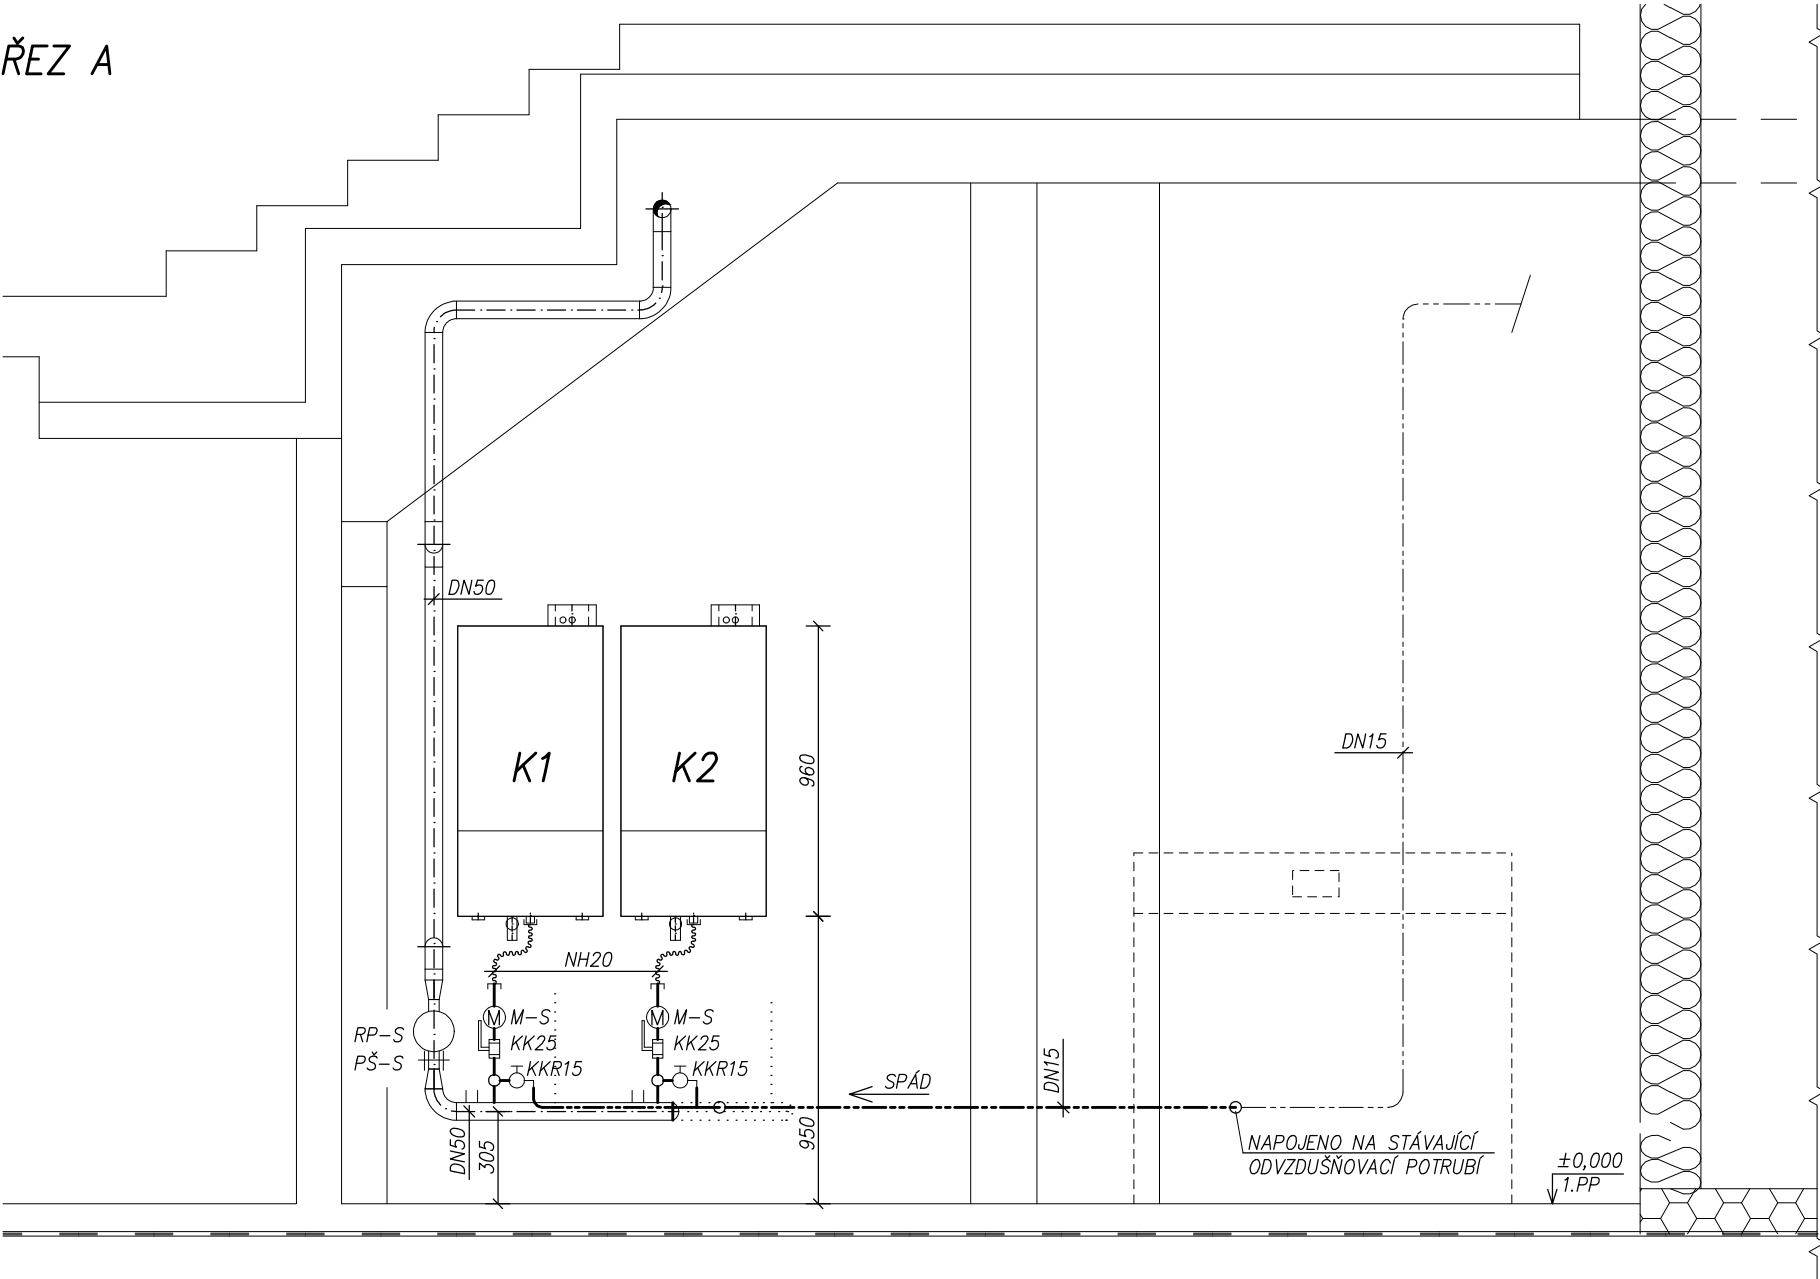 ŘEZ A
DN50
K1
K2
960
DN15
NH20
RP-S
PŠ-S
M
M-S
M
M-S
KK25
KK25
KKR15
KKR15
SPÁD
DN15
DN50
305
950
NAPOJENO NA STÁVAJÍCÍ
ODVZDUŠŇOVACÍ POTRUBÍ
±0,000
1.PP